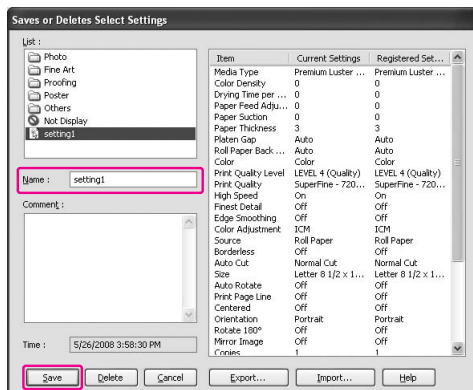 Saves or Deletes Select Settings
List :
Photo
Fine Art
Proofing
Poster
Others
Not Display
setting1
Name : setting1
Comment :
Time : 5/26/2008 3:58:30 PM
Item Current Settings Registered Set...
Media Type Premium Luster ... Premium Luster ...
Color Density 0 0
Drying Time per ... 0 0
Paper Feed Adju... 0 0
Paper Suction 0 0
Paper Thickness 3 3
Platen Gap Auto Auto
Roll Paper Back ... Auto Auto
Color Color Color
Print Quality Level LEVEL 4 (Quality) LEVEL 4 (Quality)
Print Quality SuperFine - 720... SuperFine - 720...
High Speed On On
Finest Detail Off Off
Edge Smoothing Off Off
Color Adjustment ICM ICM
Source Roll Paper Roll Paper
Borderless Off Off
Auto Cut Normal Cut Normal Cut
Size Letter 8 1/2 x 1... Letter 8 1/2 x 1...
Auto Rotate Off Off
Print Page Line Off Off
Centered Off Off
Orientation Portrait Portrait
Rotate 180° Off Off
Mirror Image Off Off
Copies 1 1
Save Delete Cancel Export... Import... Help